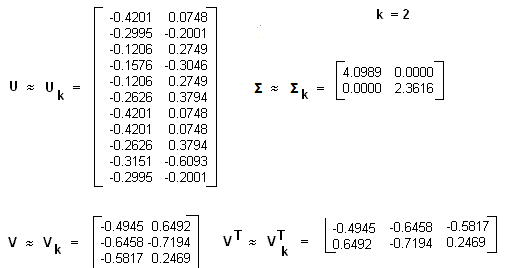 k = 2
U ≈ U k =
-0.4201 0.0748
-0.2995 -0.2001
-0.1206 0.2749
-0.1576 -0.3046
-0.1206 0.2749
-0.2626 0.3794
-0.4201 0.0748
-0.4201 0.0748
-0.2626 0.3794
-0.3151 -0.6093
-0.2995 -0.2001
Σ ≈ Σ k =
4.0989 0.0000
0.0000 2.3616
V ≈ V k =
-0.4945 0.6492
-0.6458 -0.7194
-0.5817 0.2469
V T ≈ V T k =
-0.4945 -0.6458 -0.5817
0.6492 -0.7194 0.2469